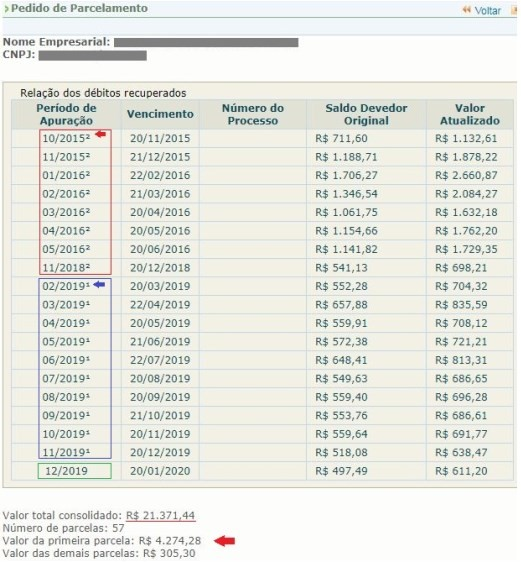 Pedido de Parcelamento
Voltar
Nome Empresarial:
CNPJ:
Relação dos débitos recuperados
Período de Apuração Vencimento Número do Processo Saldo Devedor Original Valor Atualizado
10/2015² 20/11/2015 R$ 711,60 R$ 1.132,61
11/2015² 21/12/2015 R$ 1.188,71 R$ 1.878,22
01/2016² 22/02/2016 R$ 1.706,27 R$ 2.660,87
02/2016² 21/03/2016 R$ 1.346,54 R$ 2.084,27
03/2016² 20/04/2016 R$ 1.061,75 R$ 1.632,18
04/2016² 20/05/2016 R$ 1.154,66 R$ 1.762,20
05/2016² 20/06/2016 R$ 1.141,82 R$ 1.729,35
11/2018² 20/12/2018 R$ 541,13 R$ 698,21
02/2019¹ 20/03/2019 R$ 552,28 R$ 704,32
03/2019¹ 22/04/2019 R$ 657,88 R$ 835,59
04/2019¹ 20/05/2019 R$ 559,91 R$ 708,12
05/2019¹ 21/06/2019 R$ 572,38 R$ 721,21
06/2019¹ 22/07/2019 R$ 648,41 R$ 813,31
07/2019¹ 20/08/2019 R$ 549,63 R$ 686,65
08/2019¹ 20/09/2019 R$ 559,40 R$ 696,28
09/2019¹ 21/10/2019 R$ 553,76 R$ 686,61
10/2019¹ 20/11/2019 R$ 559,64 R$ 691,77
11/2019¹ 20/12/2019 R$ 518,08 R$ 638,47
12/2019 20/01/2020 R$ 497,49 R$ 611,20
Valor total consolidado: R$ 21.371,44
Número de parcelas: 57
Valor da primeira parcela: R$ 4.274,28
Valor das demais parcelas: R$ 305,30